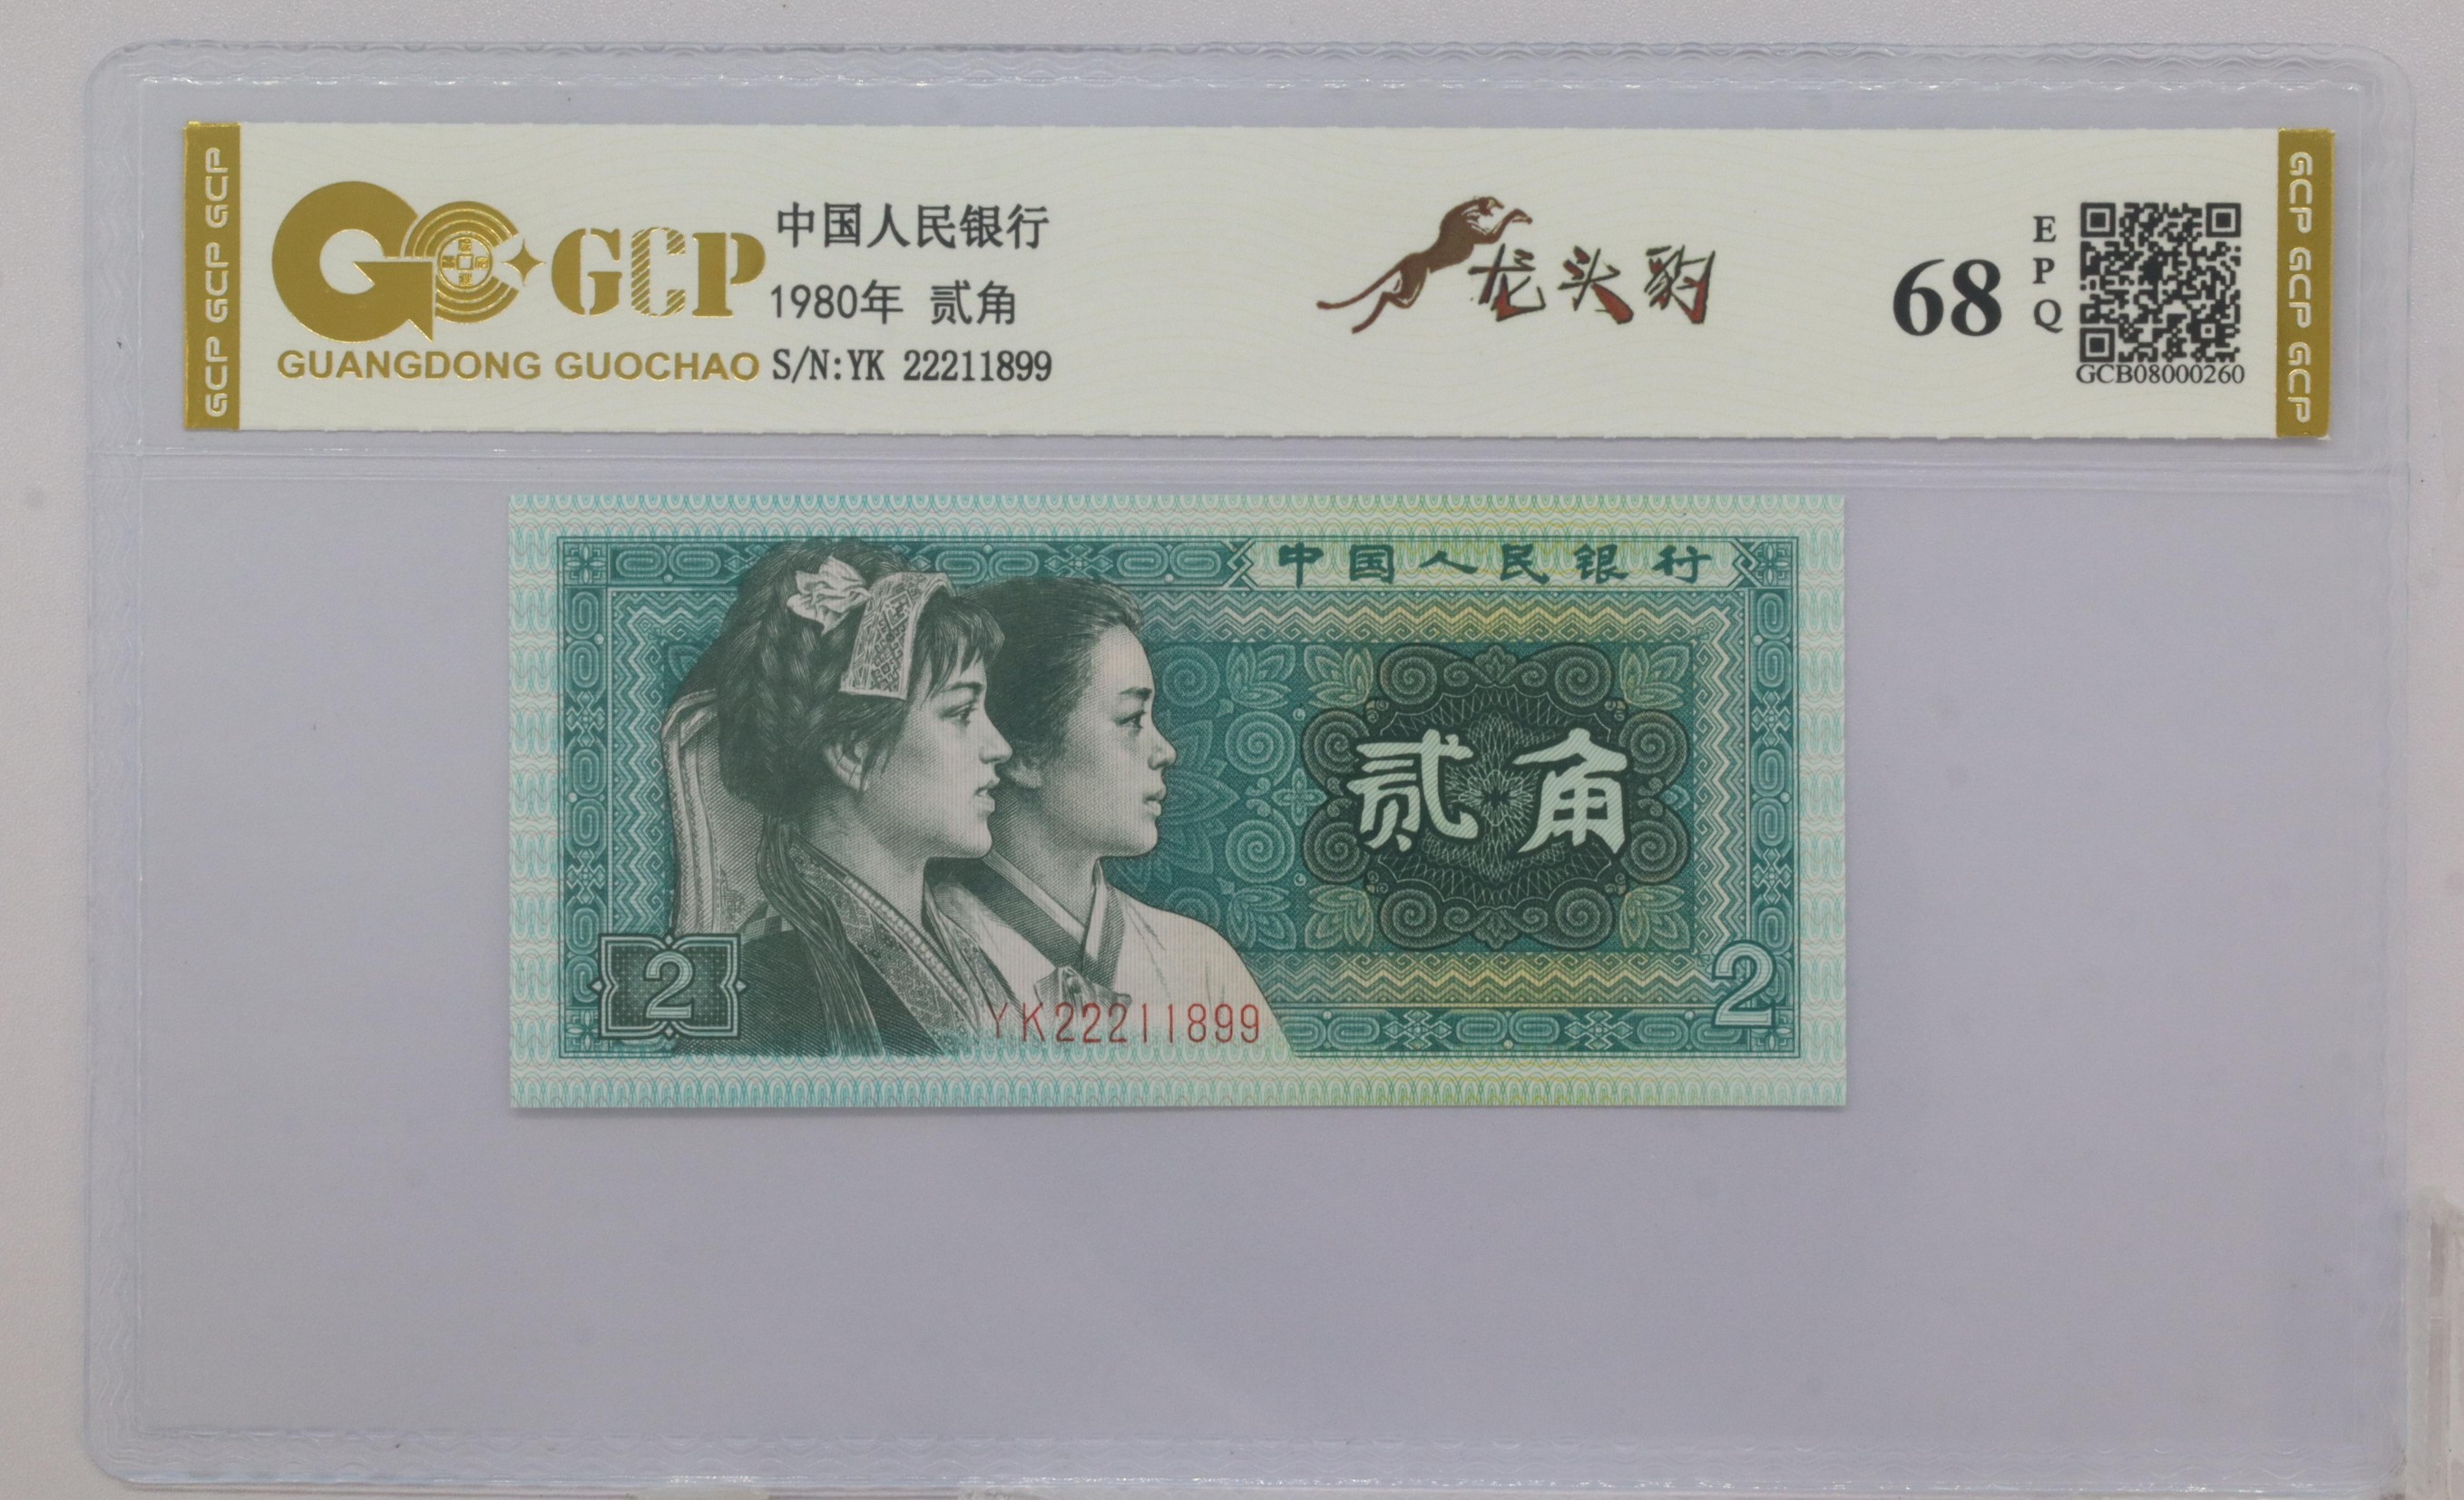 GCP GCP GCP
GCP
GUANGDONG GUOCHAO
中国人民银行
1980年 贰角
S/N:YK 22211899
龙头豹
68
EPQ
GCB08000260
GCP GCP GCP
中国人民银行
贰角
2
2
YK22211899